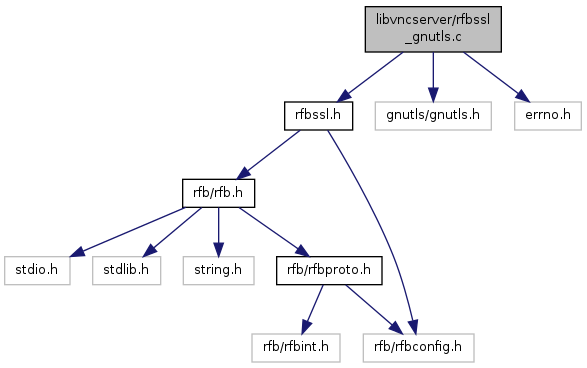 libvncserver/rfbssl
_gnutls.c
rfbssl.h
gnutls/gnutls.h
errno.h
rfb/rfb.h
stdio.h
stdlib.h
string.h
rfb/rfbproto.h
rfb/rfbint.h
rfb/rfbconfig.h